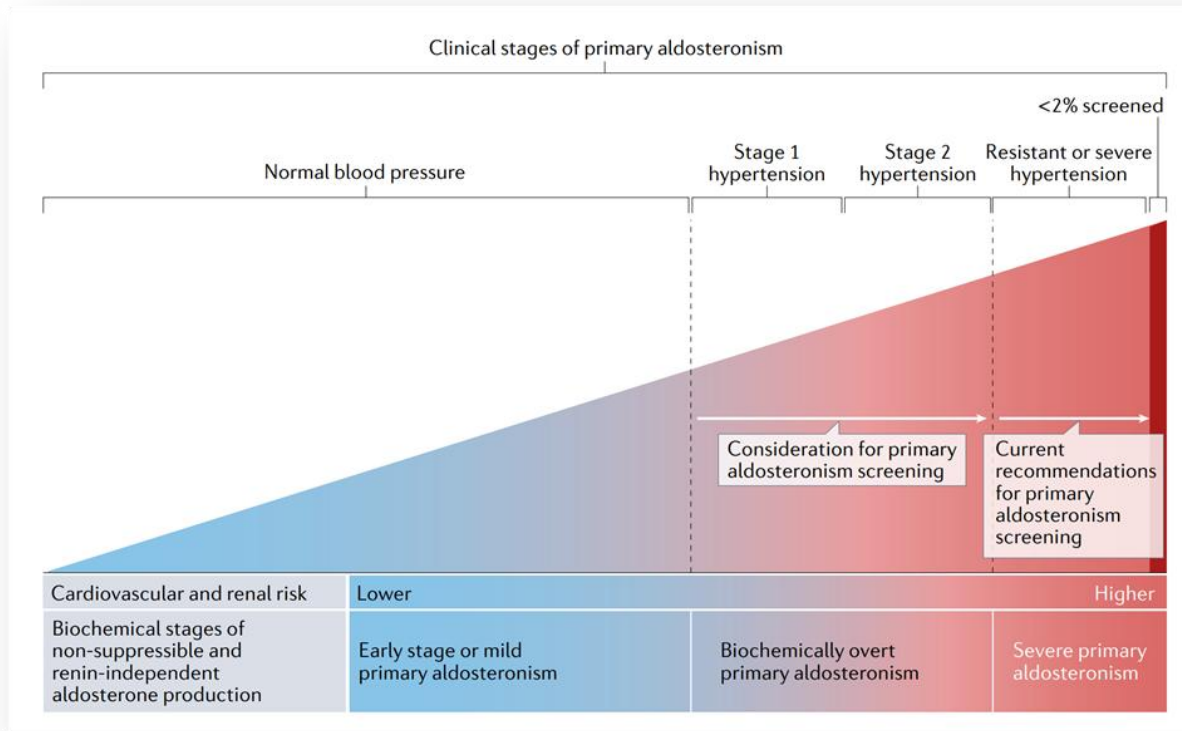 Clinical stages of primary aldosteronism
<2% screened
Normal blood pressure
Stage 1
hypertension
Stage 2
hypertension
Resistant or severe
hypertension
Consideration for primary
aldosteronism screening
Current
recommendations
for primary
aldosteronism
screening
Cardiovascular and renal risk
Lower
Higher
Biochemical stages of
non-suppressible and
renin-independent
aldosterone production
Early stage or mild
primary aldosteronism
Biochemically overt
primary aldosteronism
Severe primary
aldosteronism